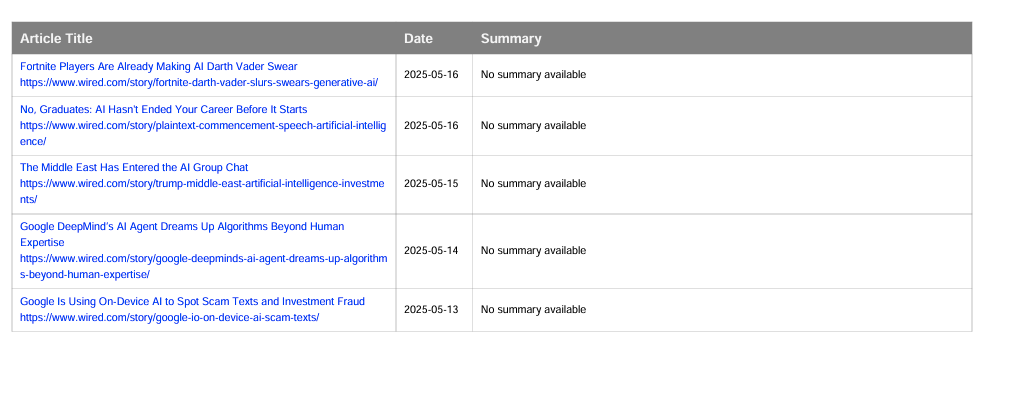 Article Title Date Summary
Fortnite Players Are Already Making AI Darth Vader Swear
https://www.wired.com/story/fortnite-darth-vader-slurs-swears-generative-ai/
2025-05-16 No summary available
No, Graduates: AI Hasn't Ended Your Career Before It Starts
https://www.wired.com/story/plaintext-commencement-speech-artificial-intellig
ence/
2025-05-16 No summary available
The Middle East Has Entered the AI Group Chat
https://www.wired.com/story/trump-middle-east-artificial-intelligence-investme
nts/
2025-05-15 No summary available
Google DeepMind's AI Agent Dreams Up Algorithms Beyond Human
Expertise
https://www.wired.com/story/google-deepminds-ai-agent-dreams-up-algorithm
s-beyond-human-expertise/
2025-05-14 No summary available
Google Is Using On-Device AI to Spot Scam Texts and Investment Fraud
https://www.wired.com/story/google-io-on-device-ai-scam-texts/
2025-05-13 No summary available